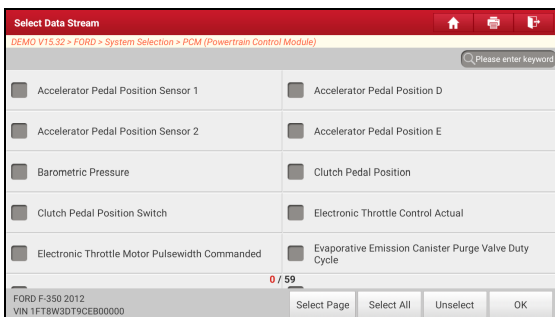 Select Data Stream
DEMO V15.32 > FORD > System Selection > PCM (Powertrain Control Module)
Please enter keyword
Accelerator Pedal Position Sensor 1
Accelerator Pedal Position D
Accelerator Pedal Position Sensor 2
Accelerator Pedal Position E
Barometric Pressure
Clutch Pedal Position
Clutch Pedal Position Switch
Electronic Throttle Control Actual
Electronic Throttle Motor Pulsewidth Commanded
Evaporative Emission Canister Purge Valve Duty
Cycle
0 / 59
FORD F-350 2012
VIN 1FT8W3DT9CEB00000
Select Page
Select All
Unselect
OK